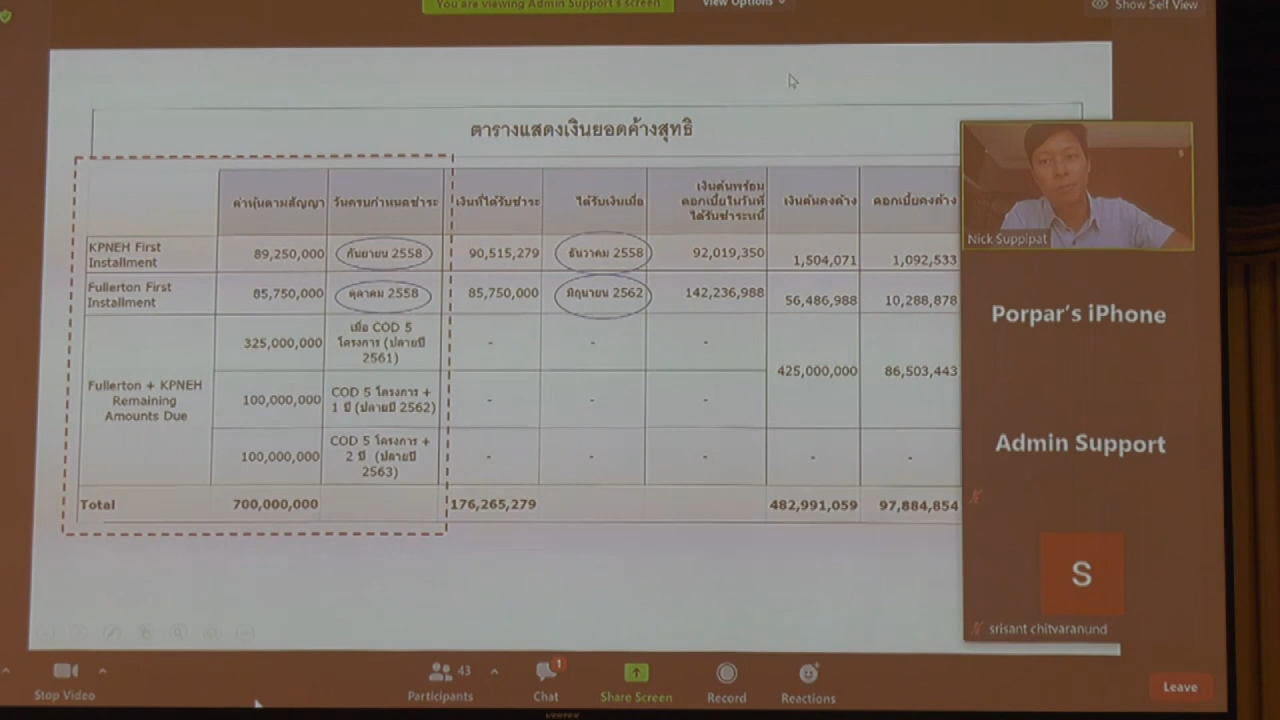 You are viewing Admin Support's screen
View Options
Show Self View
ตารางแสดงเงินยอดค้างสุทธิ
ค่าหุ้นตามสัญญา
วันครบกำหนดชำระ
เงินที่ได้รับชำระ
ได้รับเงินเมื่อ
เงินต้นพร้อม
ดอกเบี้ยในวันที่
ได้รับชำระหนี้
เงินต้นคงค้าง
ดอกเบี้ยคงค้าง
KPNEH First
Installment
89,250,000
กันยายน 2558
90,515,279
ธันวาคม 2558
92,019,350
1,504,071
1,092,533
Fullerton First
Installment
85,750,000
ตุลาคม 2558
85,750,000
มิถุนายน 2562
142,236,988
56,486,988
10,288,878
Fullerton + KPNEH
Remaining
Amounts Due
325,000,000
เมื่อ COD 5
โครงการ (ปลายปี
2561)
-
-
-
425,000,000
86,503,443
100,000,000
COD 5 โครงการ +
1 ปี (ปลายปี 2562)
-
-
-
100,000,000
COD 5 โครงการ +
2 ปี (ปลายปี
2563)
-
-
-
-
-
Total
700,000,000
176,265,279
482,991,059
97,884,854
Nick Suppipat
Porpar's iPhone
Admin Support
S
srisant chitvaranund
Stop Video
43
Participants
1
Chat
Share Screen
Record
Reactions
Leave